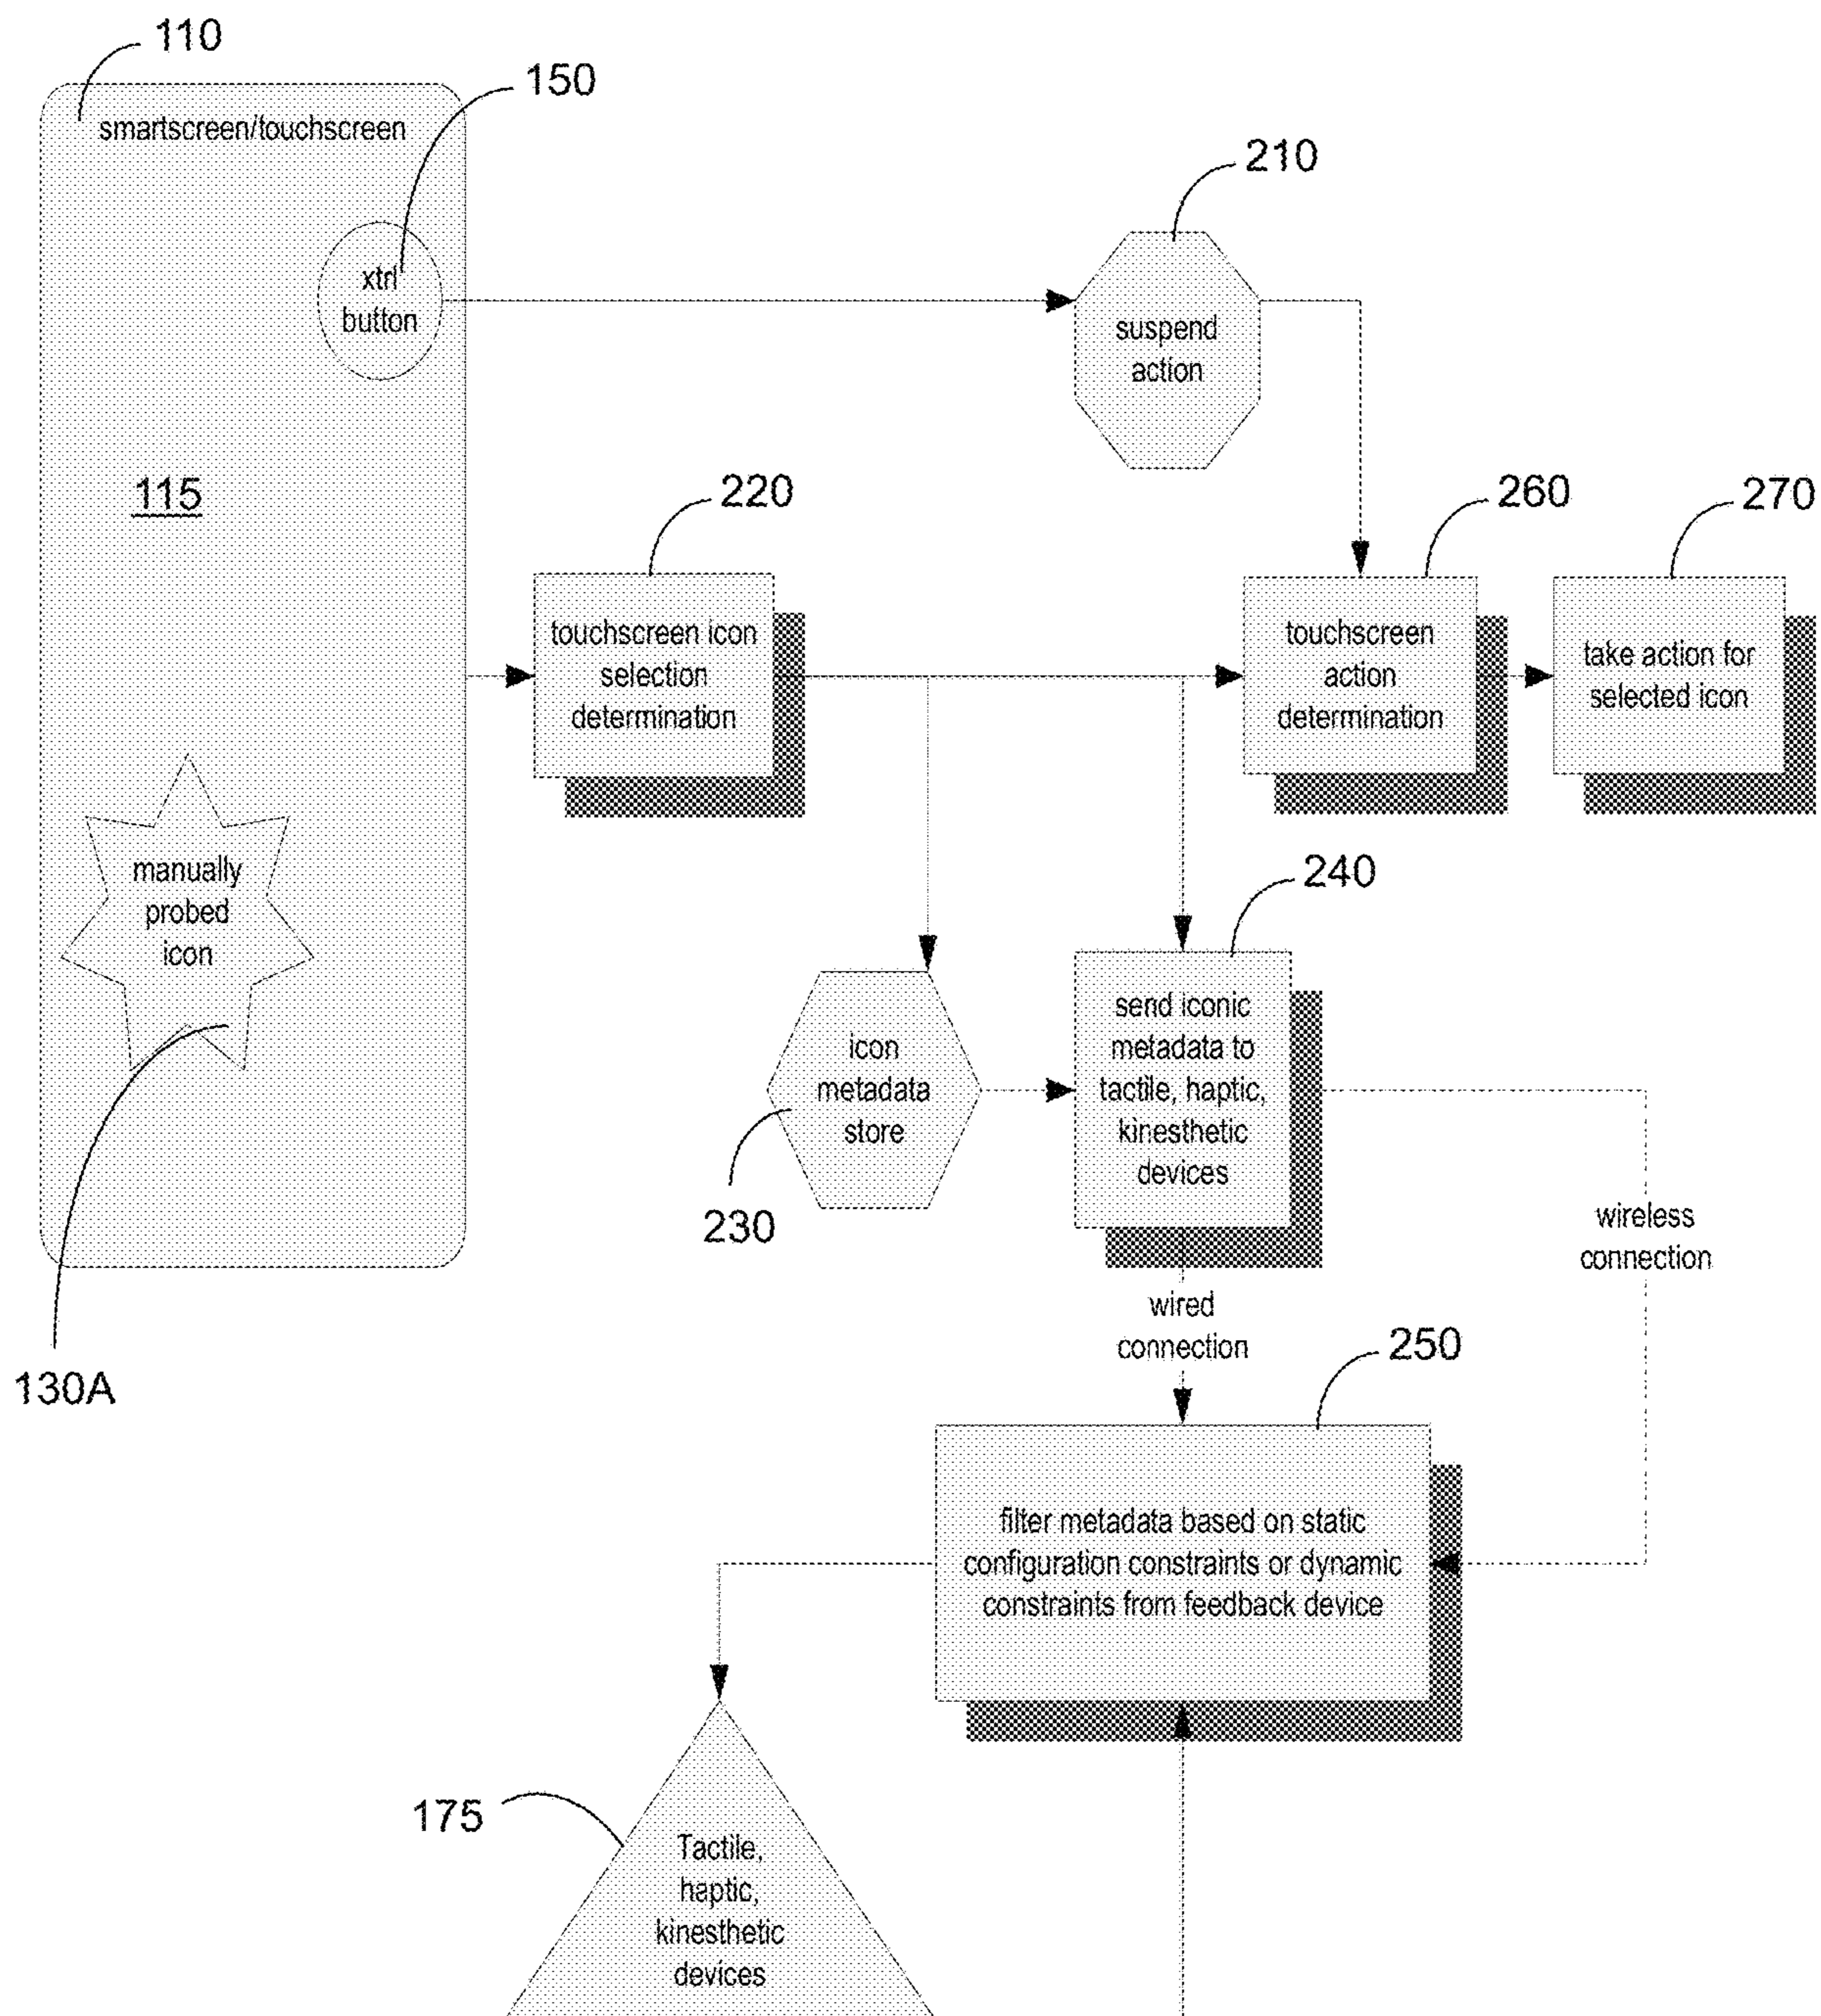 110
150
smartscreen/touchscreen
210
xtrl
button
suspend
action
115
220
260
270
touchscreen icon
selection
determination
touchscreen
action
determination
take action for
selected icon
manually
probed
icon
240
send iconic
metadata to
tactile, haptic,
kinesthetic
devices
icon
metadata
store
230
wireless
connection
wired
connection
250
130A
filter metadata based on static
configuration constraints or dynamic
constraints from feedback device
175
Tactile,
haptic,
kinesthetic
devices